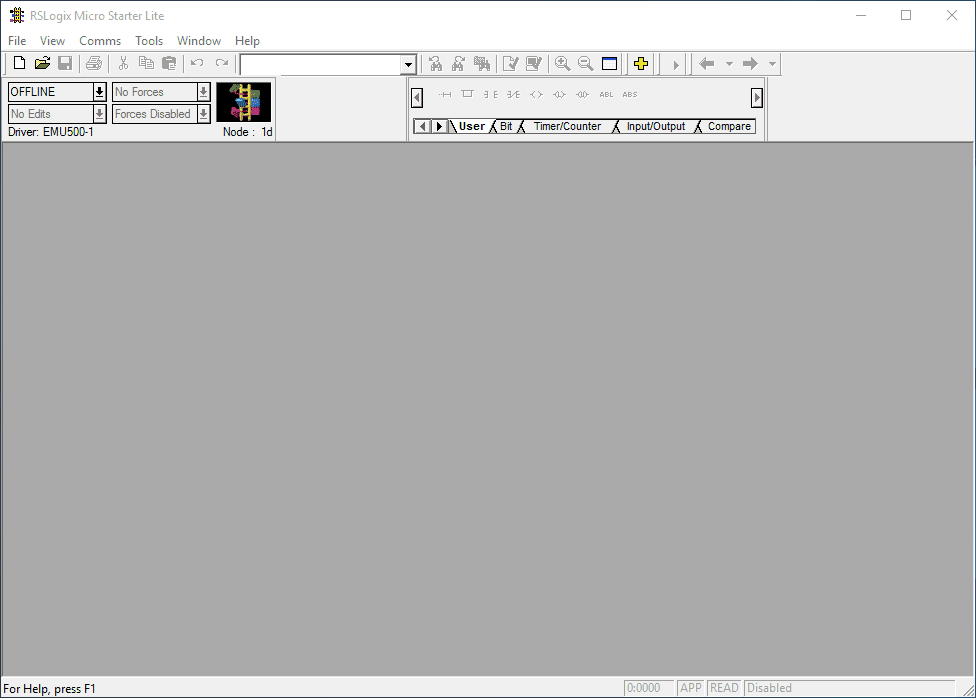 RSLogix Micro Starter Lite
File View Comms Tools Window Help
OFFLINE No Forces
No Edits Forces Disabled
Driver: EMU500-1 Node : 1d
ABL ABS
User Bit Timer/Counter Input/Output Compare
For Help, press F1 0:0000 APP READ Disabled